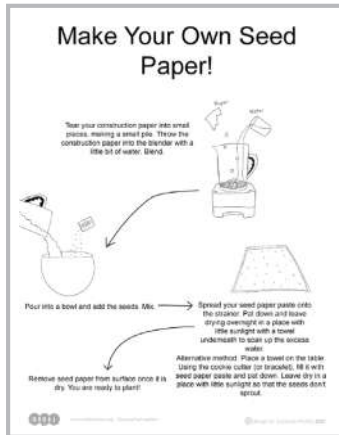 Make Your Own Seed
Paper!
Tear your construction paper into small
pieces, making a small pile. Throw the
construction paper into the blender with a
little bit of water. Blend.
Paper
Water
Pour into a bowl and add the seeds. Mix.
Spread your seed paper paste onto
the strainer. Pat down and leave
drying overnight in a place with
little sunlight with a towel
underneath to soak up the excess
water.
Alternative method: Place a towel on the table.
Using the cookie cutter (or bracelet), fill it with
seed paper paste and pat down. Leave dry in a
place with little sunlight so that the seeds don't
sprout.
Remove seed paper from surface once it is
dry. You are ready to plant!